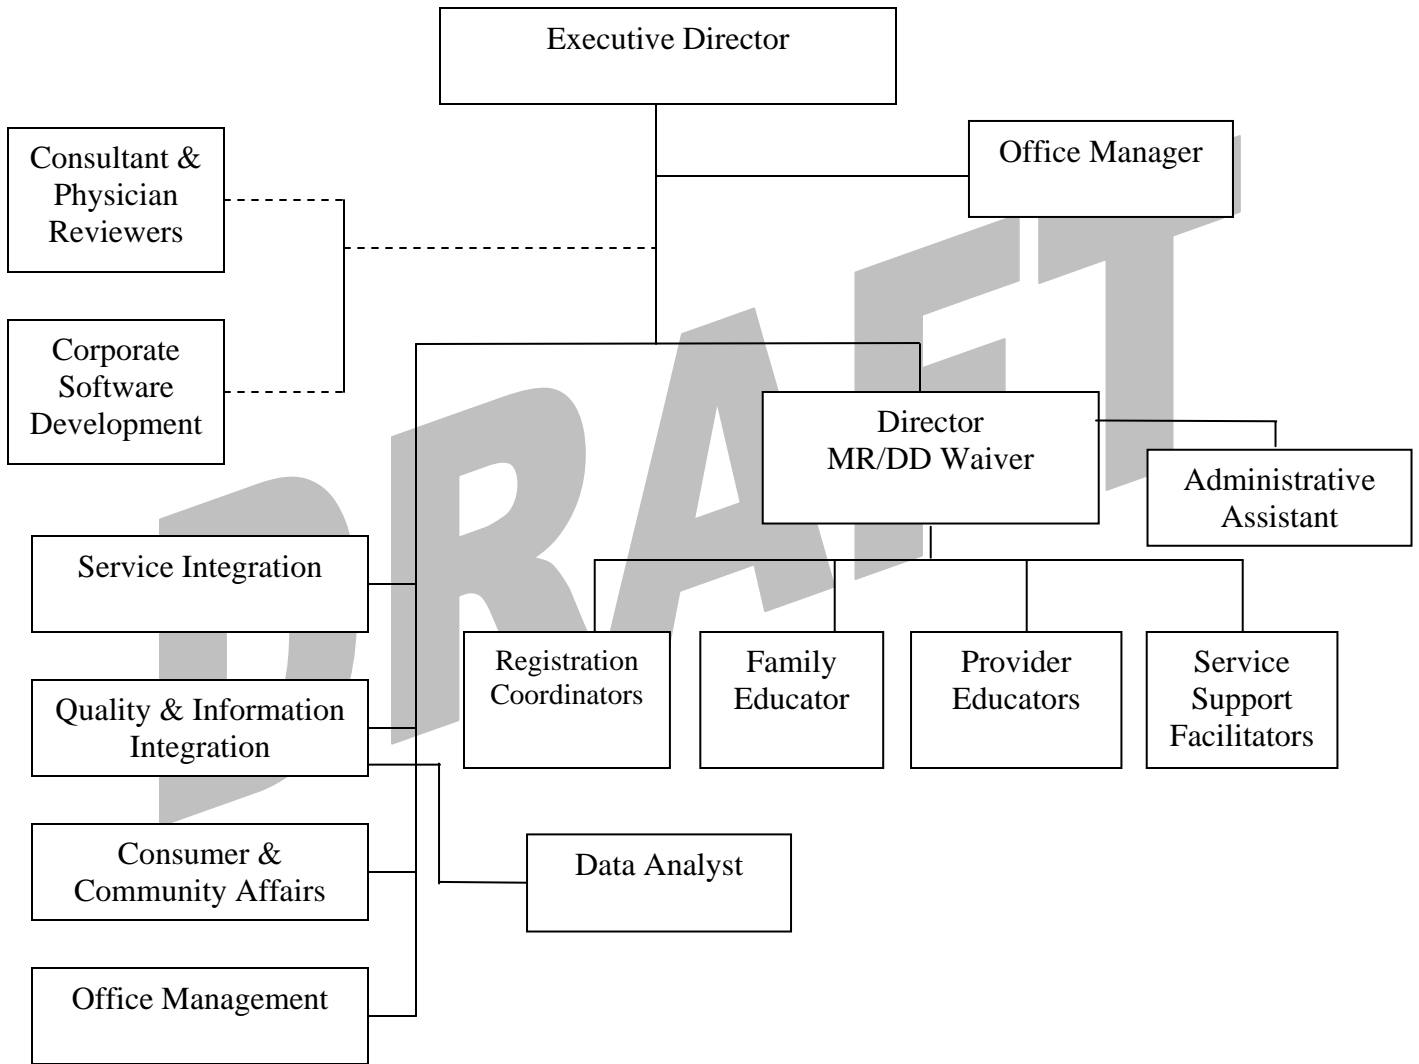 Executive Director
Office Manager
Consultant &
Physician
Reviewers
Corporate
Software
Development
Director
MR/DD Waiver
Administrative
Assistant
Service Integration
Registration
Coordinators
Family
Educator
Provider
Educators
Service
Support
Facilitators
Quality & Information
Integration
Consumer &
Community Affairs
Data Analyst
Office Management
DRAFT